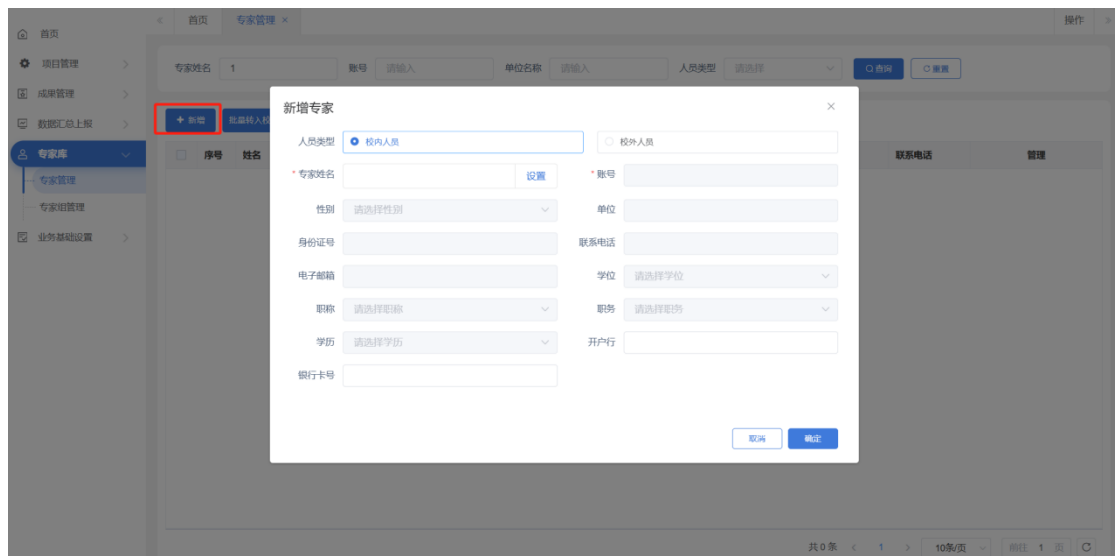 首页
专家管理 ×
操作
首页
项目管理
成果管理
数据汇总上报
专家库
专家管理
专家组管理
业务基础设置
专家姓名 1 账号 请输入 单位名称 请输入 人员类型 请选择 查询 重置
+ 新增 批量转入校
序号 姓名 联系电话 管理
新增专家 ×
人员类型 校内人员 校外人员
* 专家姓名 设置 * 账号
性别 请选择性别 单位
身份证号 联系电话
电子邮箱 学位 请选择学位
职称 请选择职称 职务 请选择职务
学历 请选择学历 开户行
银行卡号
取消 确定
共 0 条 < 1 > 10条/页 前往 1 页